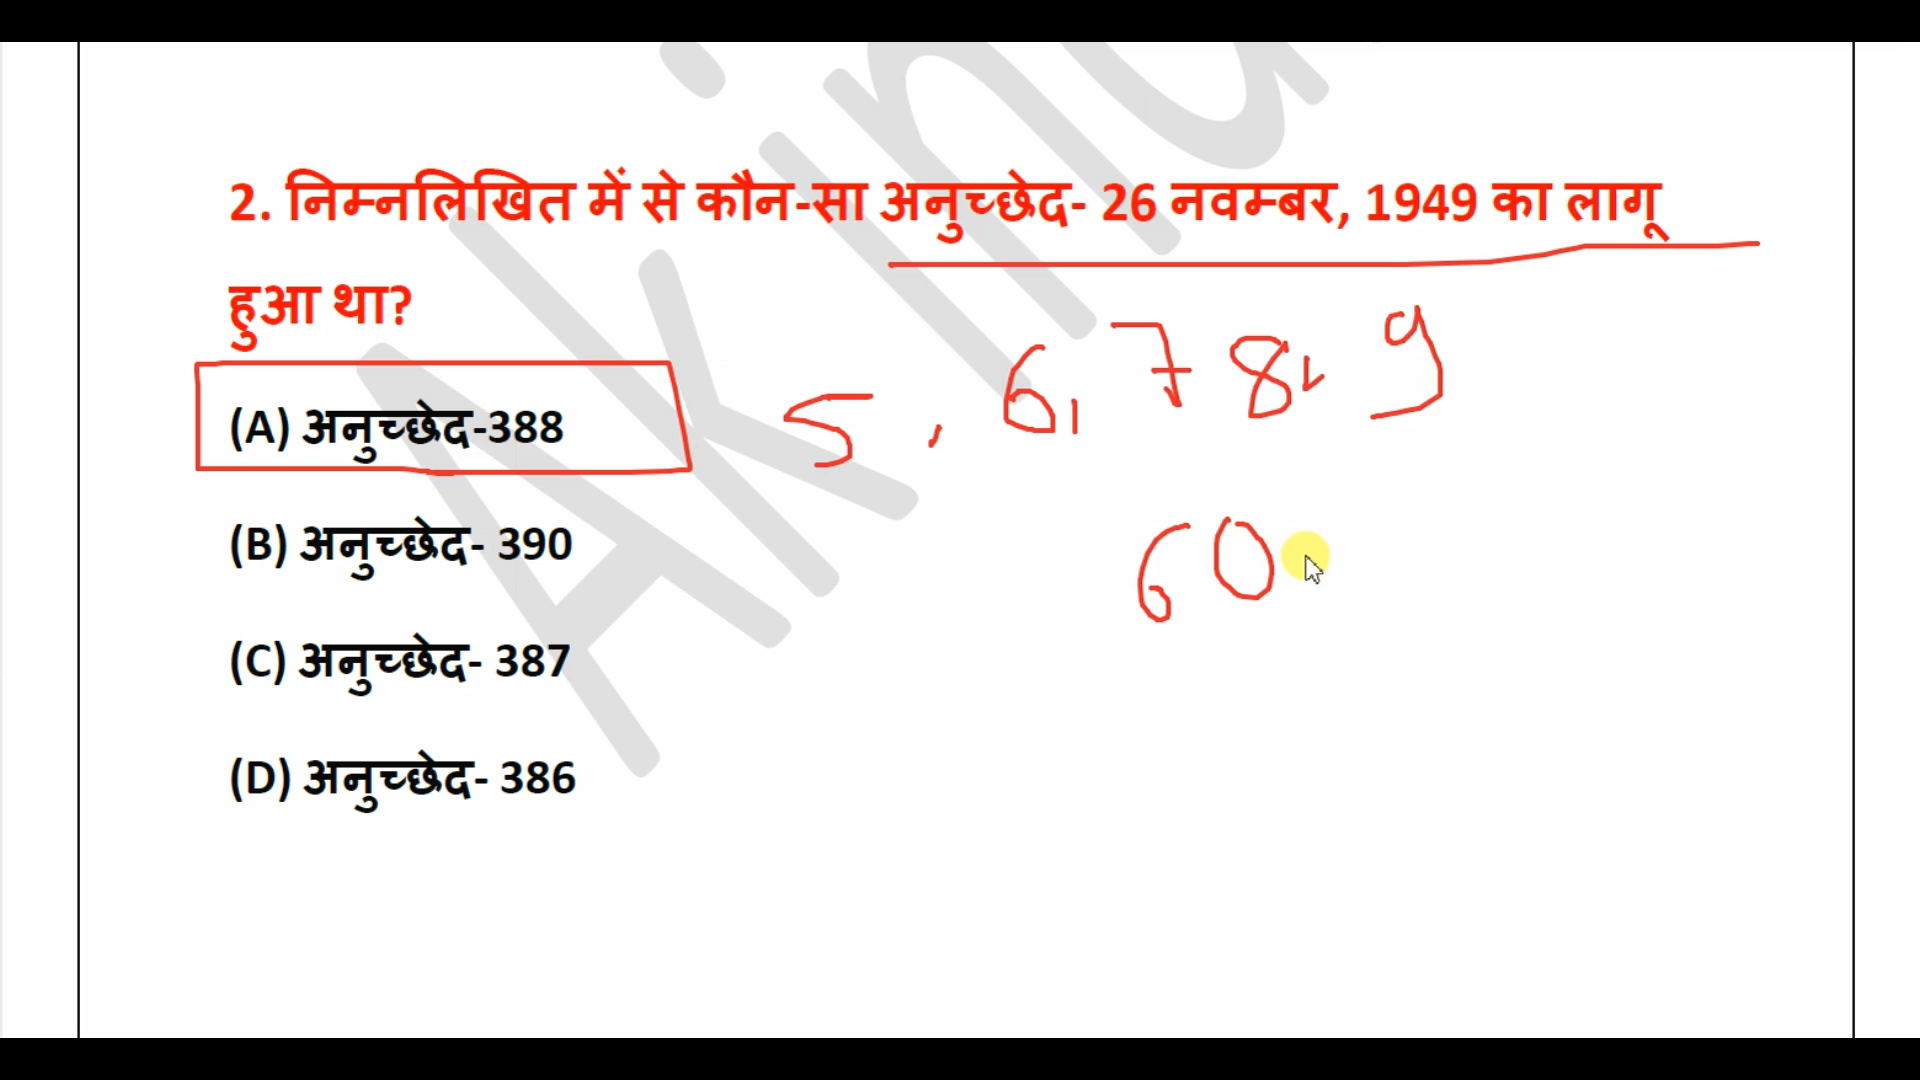 2. निम्नलिखित में से कौन-सा अनुच्छेद- 26 नवम्बर, 1949 का लागू
हुआ था?
5, 6, 7 8, 9
(A) अनुच्छेद-388
60
(B) अनुच्छेद- 390
(C) अनुच्छेद- 387
(D) अनुच्छेद- 386